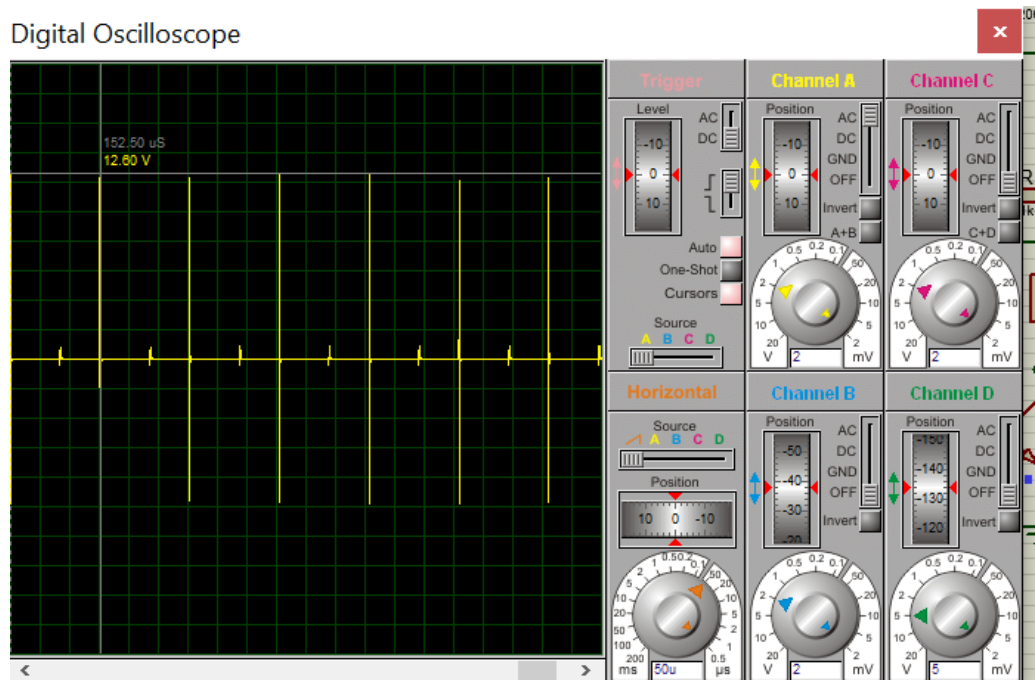 Digital Oscilloscope
152.50 uS
12.60 V
Trigger
Level
AC
DC
-10
0
10
Auto
One-Shot
Cursors
Source
A B C D
Channel A
Position
AC
DC
GND
OFF
-10
0
10
Invert
A+B
20 10 5 2 1 0.5 0.2 0.1 50 20 10 5 2
V
2
mV
Channel C
Position
AC
DC
GND
OFF
-10
0
10
Invert
C+D
20 10 5 2 1 0.5 0.2 0.1 50 20 10 5 2
V
2
mV
Horizontal
Source
A B C D
Position
10 0 -10
200 100 50 20 10 5 2 1 0.5 0.2 0.1 50 20 10 5 2 1 0.5
ms
50u
µs
Channel B
Position
AC
DC
GND
OFF
-50
-40
-30
-20
Invert
20 10 5 2 1 0.5 0.2 0.1 50 20 10 5 2
V
2
mV
Channel D
Position
AC
DC
GND
OFF
-150
-140
-130
-120
Invert
20 10 5 2 1 0.5 0.2 0.1 50 20 10 5 2
V
5
mV